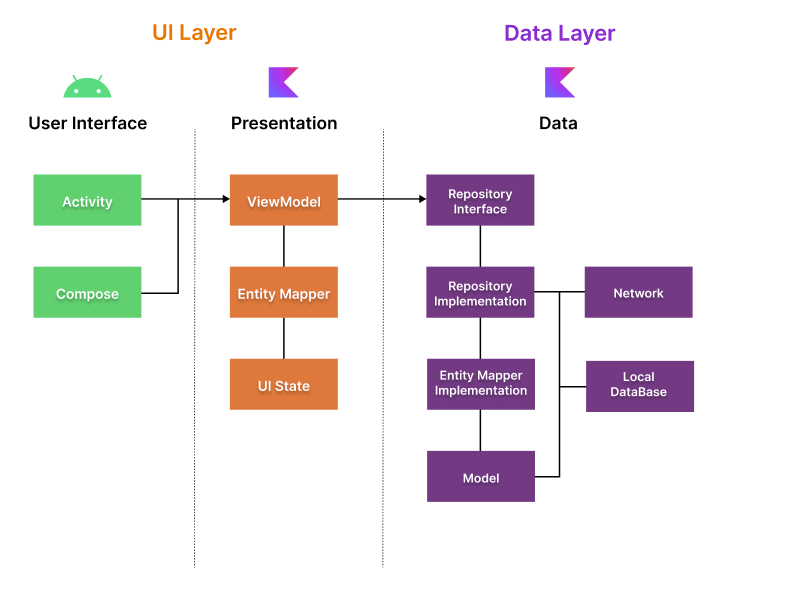 UI Layer
Data Layer
User Interface
Presentation
Data
Activity
ViewModel
Repository
Interface
Compose
Entity Mapper
Repository
Implementation
Network
UI State
Entity Mapper
Implementation
Local
DataBase
Model